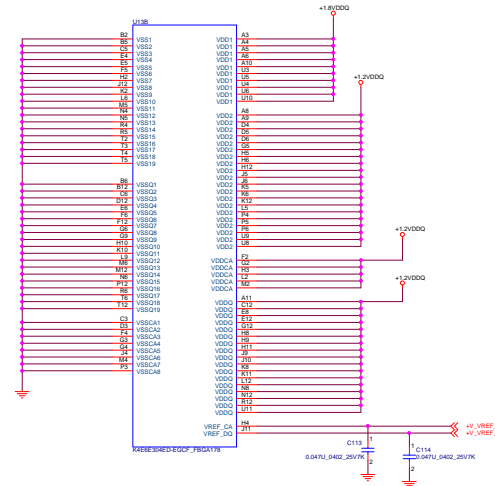 +1.8VDDQ
U13B
B2 VSS1
B5 VSS2
C5 VSS3
E4 VSS4
E5 VSS5
F5 VSS6
H2 VSS7
J12 VSS8
K2 VSS9
L6 VSS10
M5 VSS11
N4 VSS12
N5 VSS13
R4 VSS14
R5 VSS15
T2 VSS16
T3 VSS17
T4 VSS18
T5 VSS19
B6 VSSQ1
B12 VSSQ2
C6 VSSQ3
D12 VSSQ4
E6 VSSQ5
F6 VSSQ6
F12 VSSQ7
G6 VSSQ8
G9 VSSQ9
H10 VSSQ10
K10 VSSQ11
L9 VSSQ12
M6 VSSQ13
M12 VSSQ14
N6 VSSQ15
P12 VSSQ16
R6 VSSQ17
T6 VSSQ18
T12 VSSQ19
C3 VSSCA1
D3 VSSCA2
F4 VSSCA3
G3 VSSCA4
G4 VSSCA5
J4 VSSCA6
M4 VSSCA7
P3 VSSCA8
VDD1 A3
VDD1 A4
VDD1 A5
VDD1 A6
VDD1 A10
VDD1 U3
VDD1 U5
VDD1 U4
VDD1 U6
VDD1 U10
+1.2VDDQ
VDD2 A8
VDD2 A9
VDD2 D4
VDD2 D5
VDD2 D6
VDD2 G5
VDD2 H5
VDD2 H6
VDD2 H12
VDD2 J5
VDD2 J6
VDD2 K5
VDD2 K6
VDD2 K12
VDD2 L5
VDD2 P4
VDD2 P5
VDD2 P6
VDD2 U9
VDD2 U8
+1.2VDDQ
VDDCA F2
VDDCA G2
VDDCA H3
VDDCA L2
VDDCA M2
+1.2VDDQ
VDDQ A11
VDDQ C12
VDDQ E8
VDDQ E12
VDDQ G12
VDDQ H8
VDDQ H9
VDDQ H11
VDDQ J9
VDDQ J10
VDDQ K8
VDDQ K11
VDDQ L12
VDDQ N8
VDDQ N12
VDDQ R12
VDDQ U11
VREF_CA H4 +V_VREF_
VREF_DQ J11 +V_VREF_
K4E6E304ED-EGCF_FBGA178
C113 1
0.047U_0402_25V7K
2
C114 1
0.047U_0402_25V7K
2